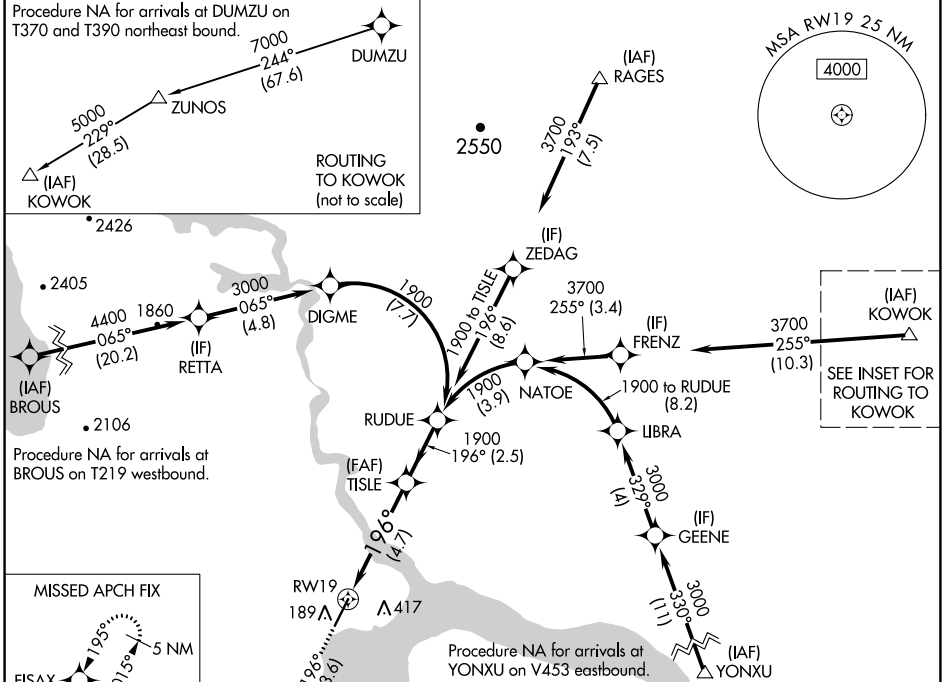 Procedure NA for arrivals at DUMZU on
T370 and T390 northeast bound.
7000
244°
(67.6)
DUMZU
ZUNOS
5000
229°
(28.5)
(IAF)
KOWOK
ROUTING
TO KOWOK
(not to scale)
(IAF)
RAGES
3700
193°
(7.5)
2550
MSA RW19 25 NM
4000
2426
2405
4400
065°
(20.2)
1860
3000
065°
(4.8)
(IAF)
BROUS
(IF)
RETTA
DIGME
1900
(7.7)
(IF)
ZEDAG
1900 to TISLE
196°
(8.6)
3700
255° (3.4)
(IF)
FRENZ
3700
255°
(10.3)
(IAF)
KOWOK
SEE INSET FOR
ROUTING TO
KOWOK
NATOE
1900
(3.9)
1900 to RUDUE
(8.2)
LIBRA
RUDUE
2106
Procedure NA for arrivals at
BROUS on T219 westbound.
1900
196° (2.5)
(FAF)
TISLE
3000
329°
(4)
(IF)
GEENE
196°
(4.7)
3000
330°
(11)
(IAF)
YONXU
RW19
189
417
Procedure NA for arrivals at
YONXU on V453 eastbound.
MISSED APCH FIX
195°
015°
5 NM
196°